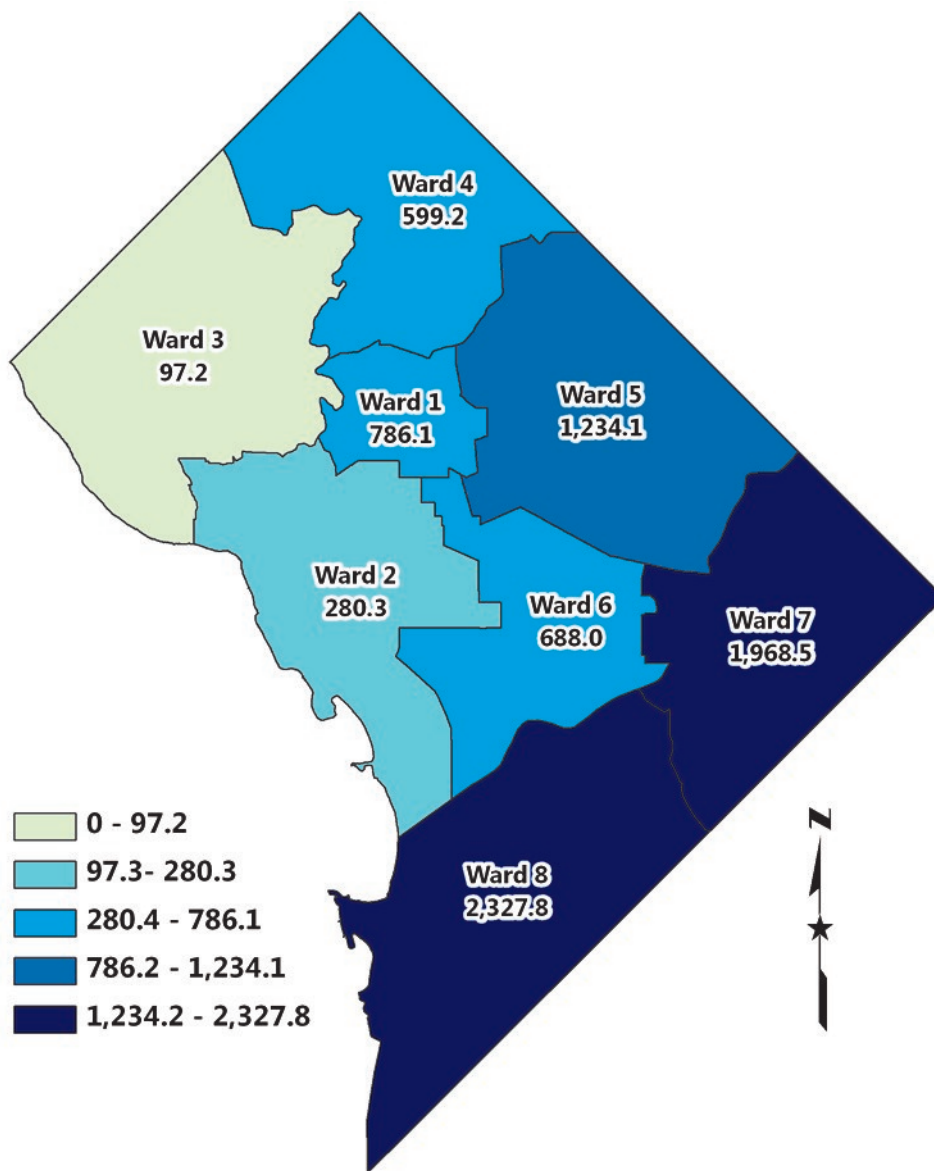 Ward 4
599.2
Ward 3
97.2
Ward 1
786.1
Ward 5
1,234.1
Ward 2
280.3
Ward 6
688.0
Ward 7
1,968.5
Ward 8
2,327.8
0 - 97.2
97.3- 280.3
280.4 - 786.1
786.2 - 1,234.1
1,234.2 - 2,327.8
N